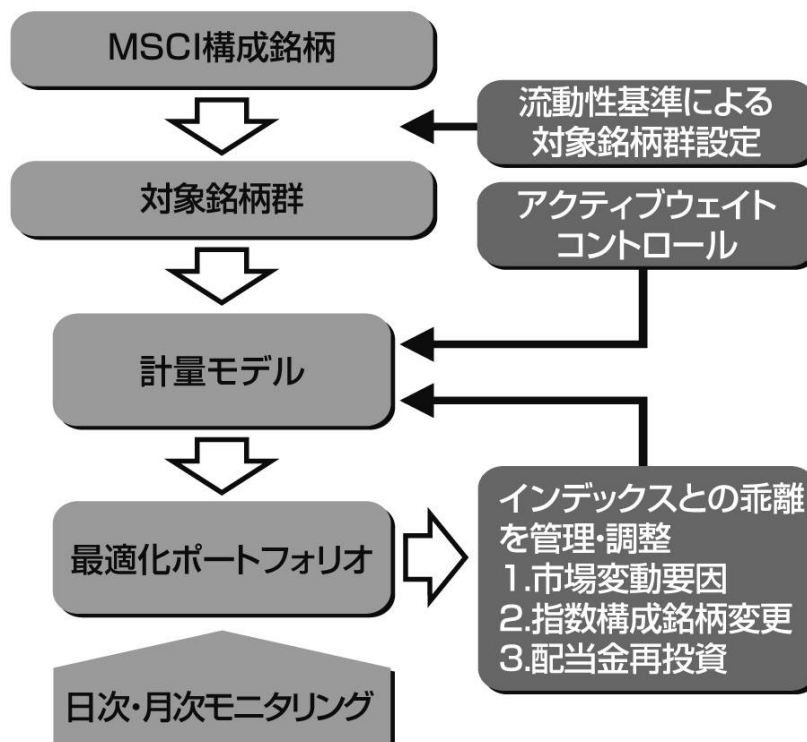 MSCI構成銘柄
流動性基準による
対象銘柄群設定
対象銘柄群
アクティブウェイト
コントロール
計量モデル
最適化ポートフォリオ
インデックスとの乖離
を管理・調整
1.市場変動要因
2.指数構成銘柄変更
3.配当金再投資
日次・月次モニタリング